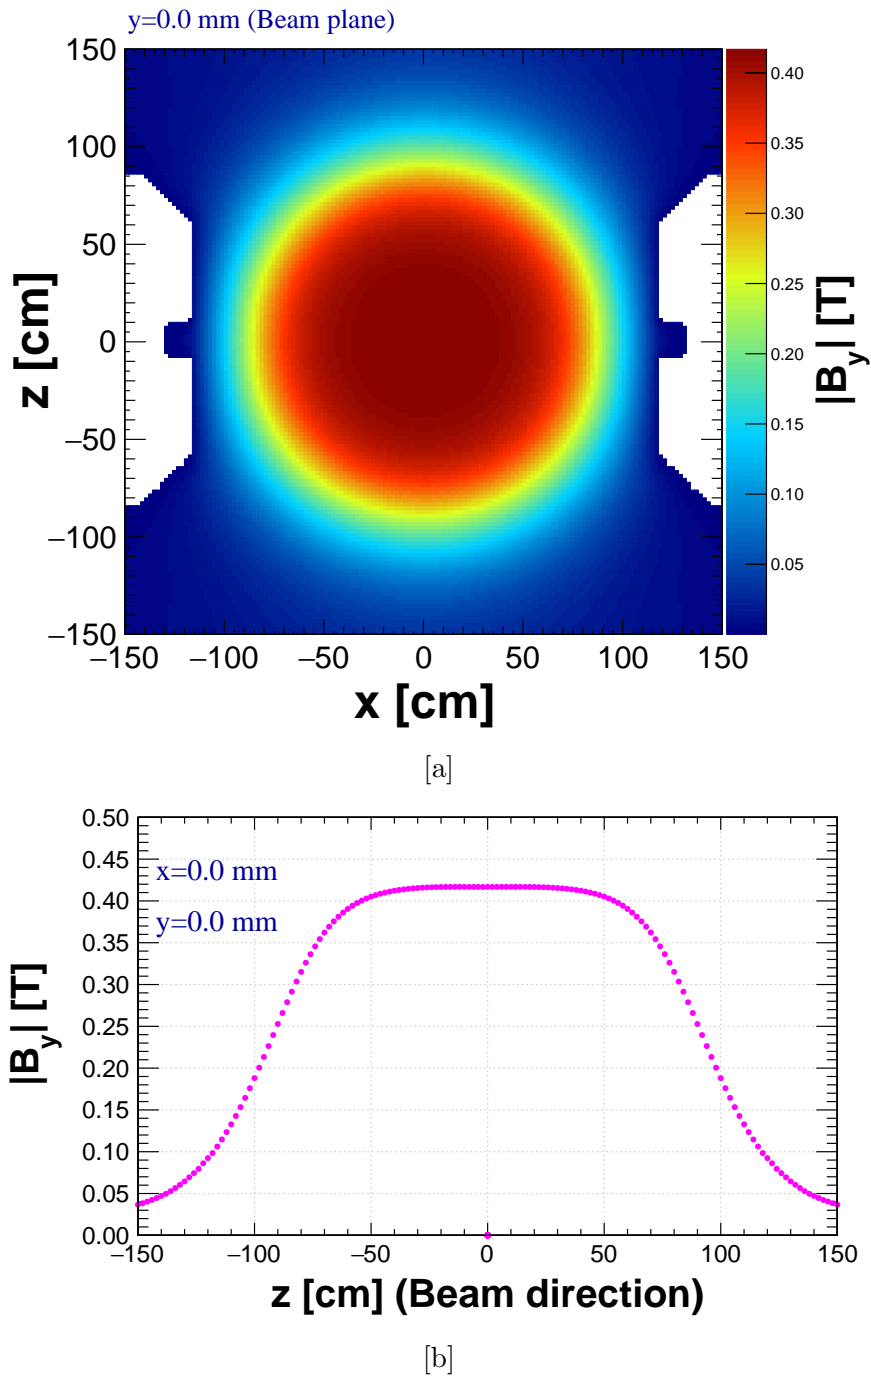 y=0.0 mm (Beam plane)
150
100
50
0
−50
−100
−150
z [cm]
−150 −100 −50 0 50 100 150
x [cm]
0.40
0.35
0.30
0.25
0.20
0.15
0.10
0.05
|B_y| [T]
[a]
0.50
0.45
0.40
0.35
0.30
0.25
0.20
0.15
0.10
0.05
0.00
|B_y| [T]
x=0.0 mm
y=0.0 mm
−150 −100 −50 0 50 100 150
z [cm] (Beam direction)
[b]